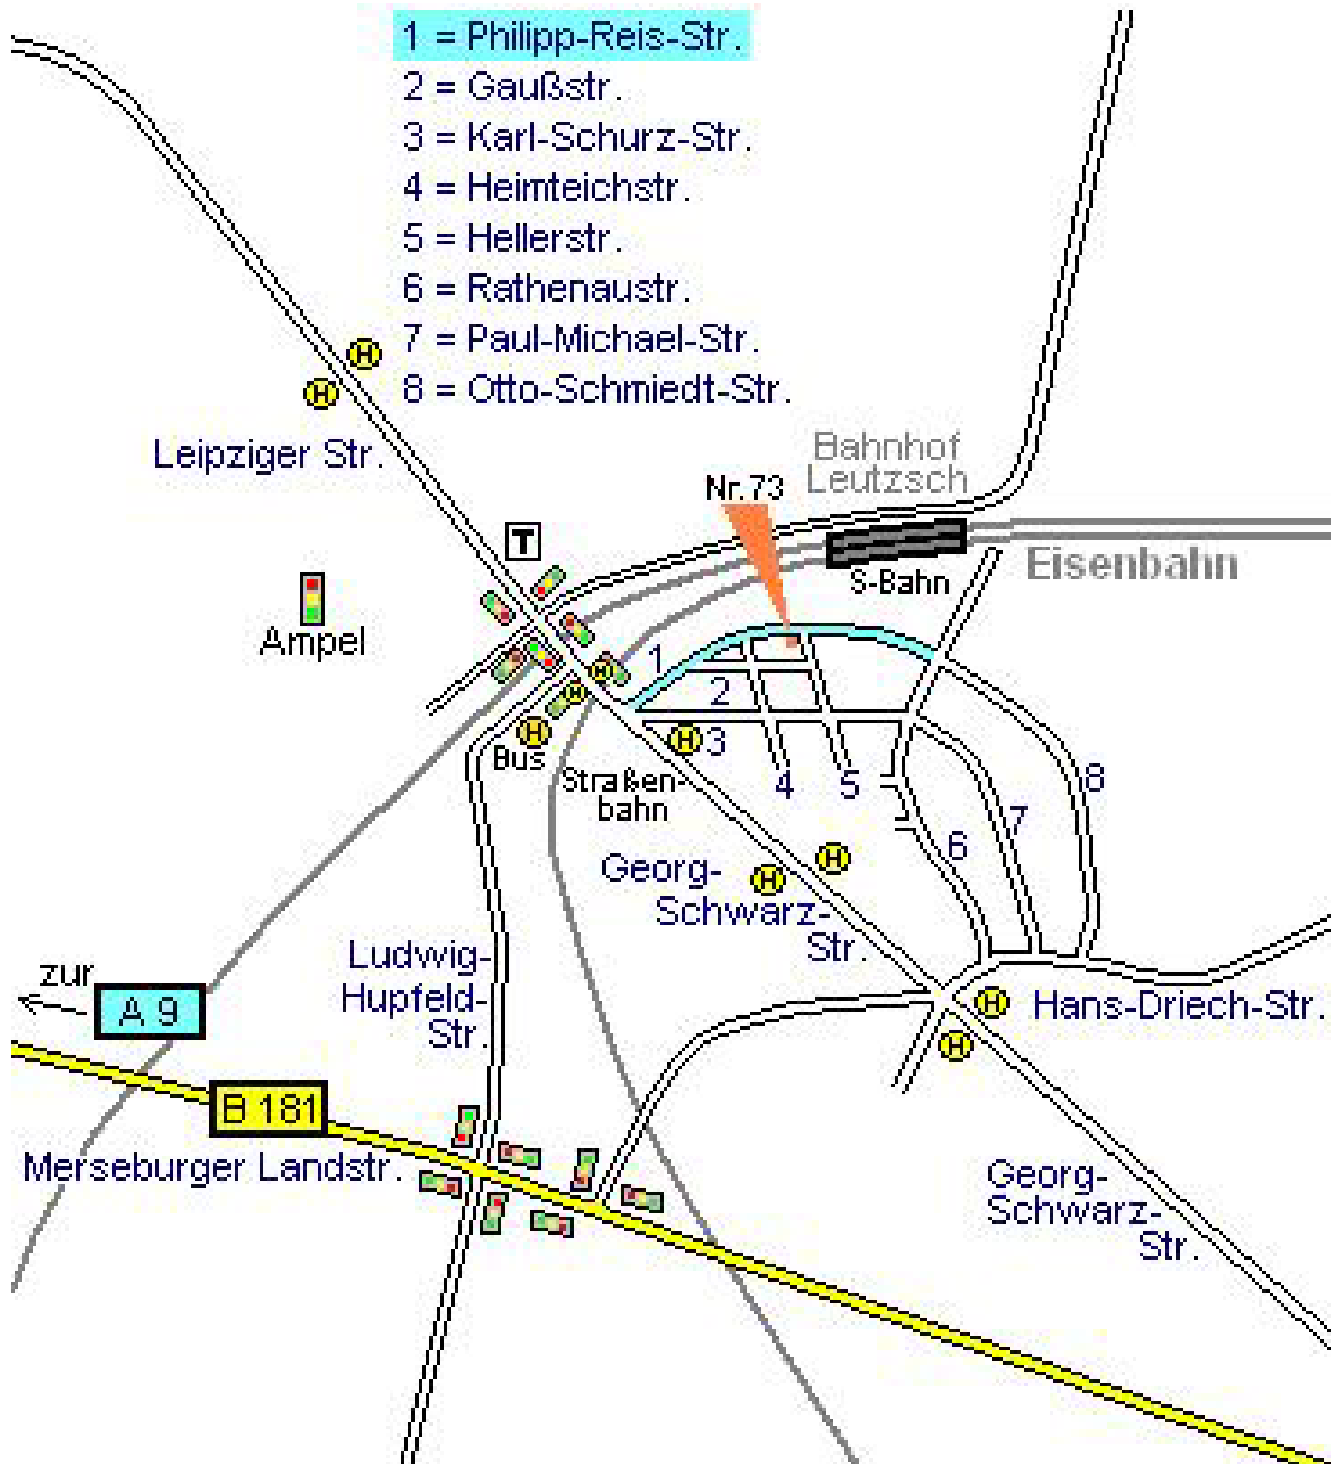 1 = Philipp-Reis-Str.
2 = Gaußstr.
3 = Karl-Schurz-Str.
4 = Heimteichstr.
5 = Hellerstr.
6 = Rathenaustr.
7 = Paul-Michael-Str.
8 = Otto-Schmiedt-Str.
H
H
Leipziger Str.
Bahnhof
Leutzsch
Nr.73
T
Eisenbahn
S-Bahn
Ampel
1
H
2
H
H
Bus
H
3
Straßen-
bahn
4
5
8
7
6
Georg-
Schwarz-
Str.
H
H
Ludwig-
Hupfeld-
Str.
zur
A 9
H
Hans-Driech-Str.
H
B 181
Merseburger Landstr.
Georg-
Schwarz-
Str.